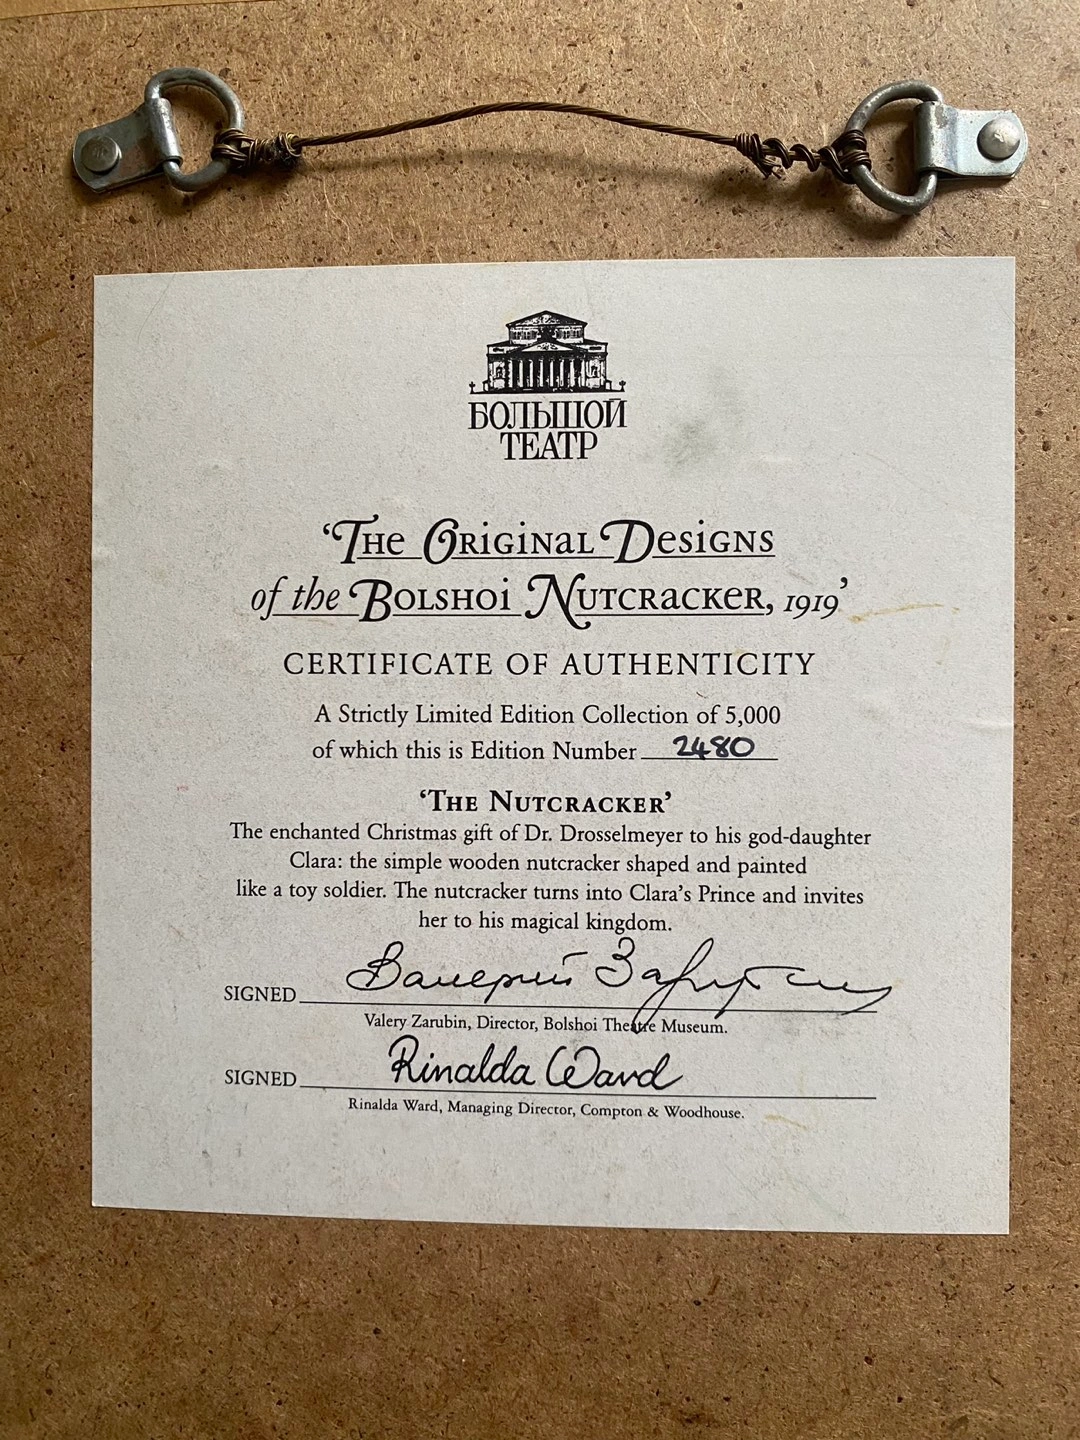 БОЛЬШОЙ
ТЕАТР
‘The Original Designs
of the Bolshoi Nutcracker, 1919’
CERTIFICATE OF AUTHENTICITY
A Strictly Limited Edition Collection of 5,000
of which this is Edition Number 2480
‘The Nutcracker’
The enchanted Christmas gift of Dr. Drosselmeyer to his god-daughter
Clara: the simple wooden nutcracker shaped and painted
like a toy soldier. The nutcracker turns into Clara’s Prince and invites
her to his magical kingdom.
SIGNED Валерий Зарубин
Valery Zarubin, Director, Bolshoi Theatre Museum.
SIGNED Rinalda Ward
Rinalda Ward, Managing Director, Compton & Woodhouse.